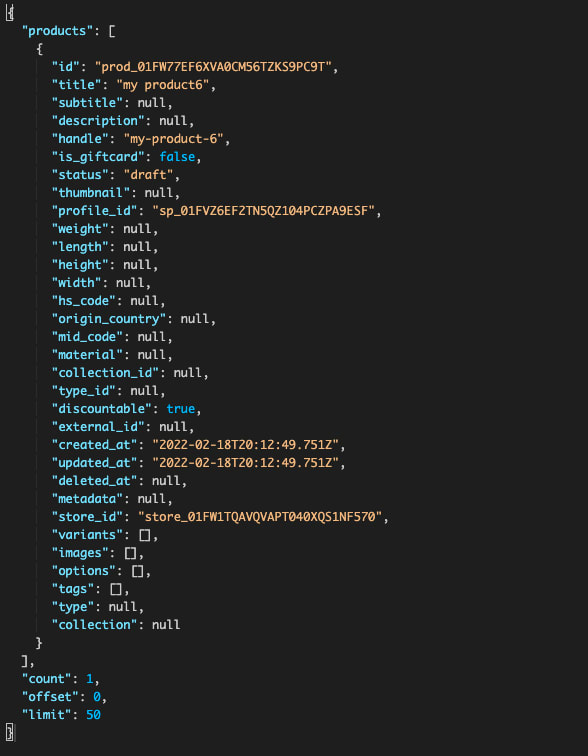 {
"products": [
{
"id": "prod_01FW77EF6XVA0CM56TZKS9PC9T",
"title": "my product6",
"subtitle": null,
"description": null,
"handle": "my-product-6",
"is_giftcard": false,
"status": "draft",
"thumbnail": null,
"profile_id": "sp_01FVZ6EF2TN5QZ104PCZPA9ESF",
"weight": null,
"length": null,
"height": null,
"width": null,
"hs_code": null,
"origin_country": null,
"mid_code": null,
"material": null,
"collection_id": null,
"type_id": null,
"discountable": true,
"external_id": null,
"created_at": "2022-02-18T20:12:49.751Z",
"updated_at": "2022-02-18T20:12:49.751Z",
"deleted_at": null,
"metadata": null,
"store_id": "store_01FW1TQAVQVAPT040XQS1NF570",
"variants": [],
"images": [],
"options": [],
"tags": [],
"type": null,
"collection": null
}
],
"count": 1,
"offset": 0,
"limit": 50
}